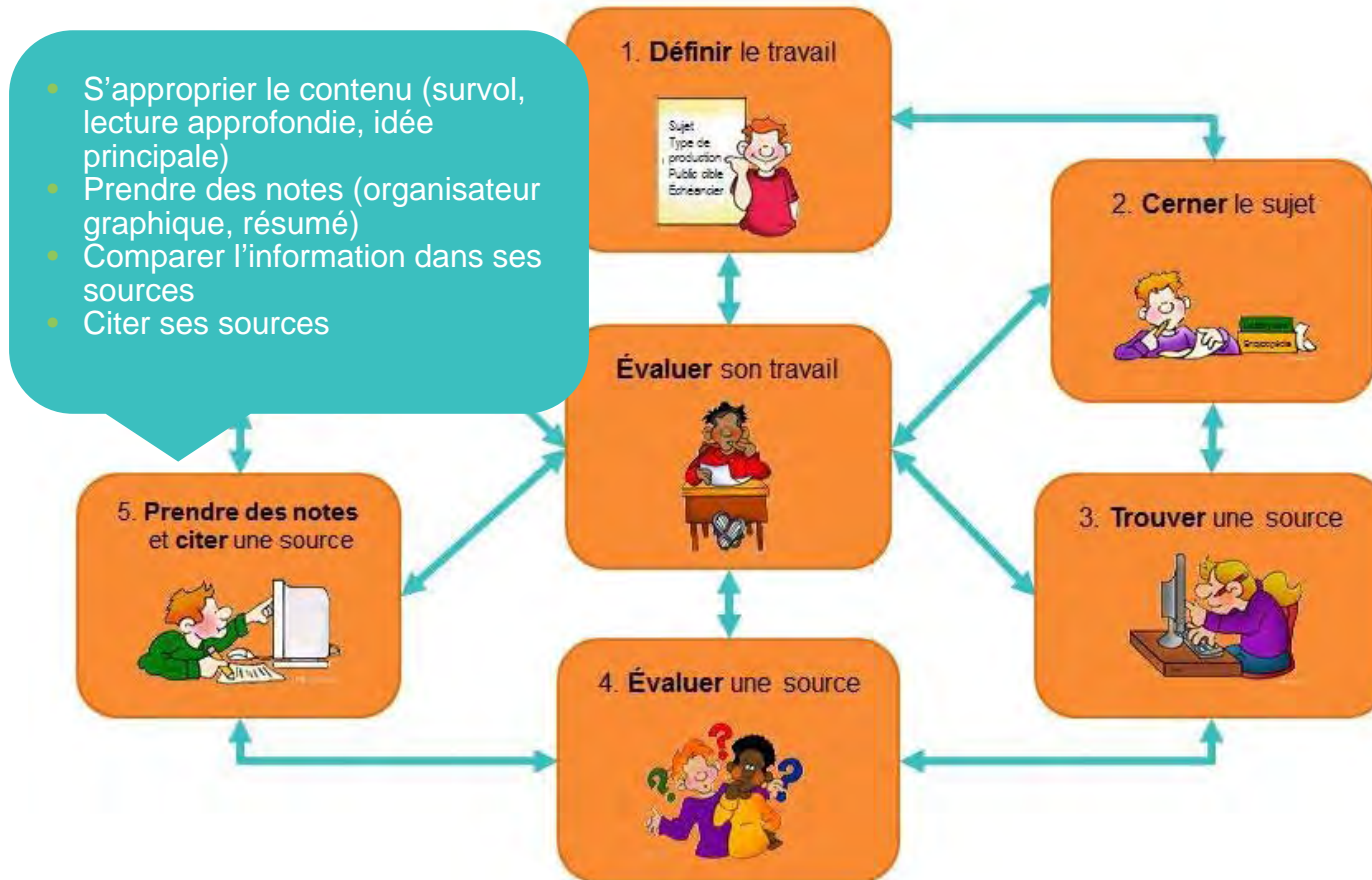 • S’approprier le contenu (survol,
lecture approfondie, idée
principale)
• Prendre des notes (organisateur
graphique, résumé)
• Comparer l’information dans ses
sources
• Citer ses sources
1. Définir le travail
Sujet
Type de
production
Public cible
Échéancier
2. Cerner le sujet
Encyclopédie
Évaluer son travail
5. Prendre des notes
et citer une source
3. Trouver une source
4. Évaluer une source